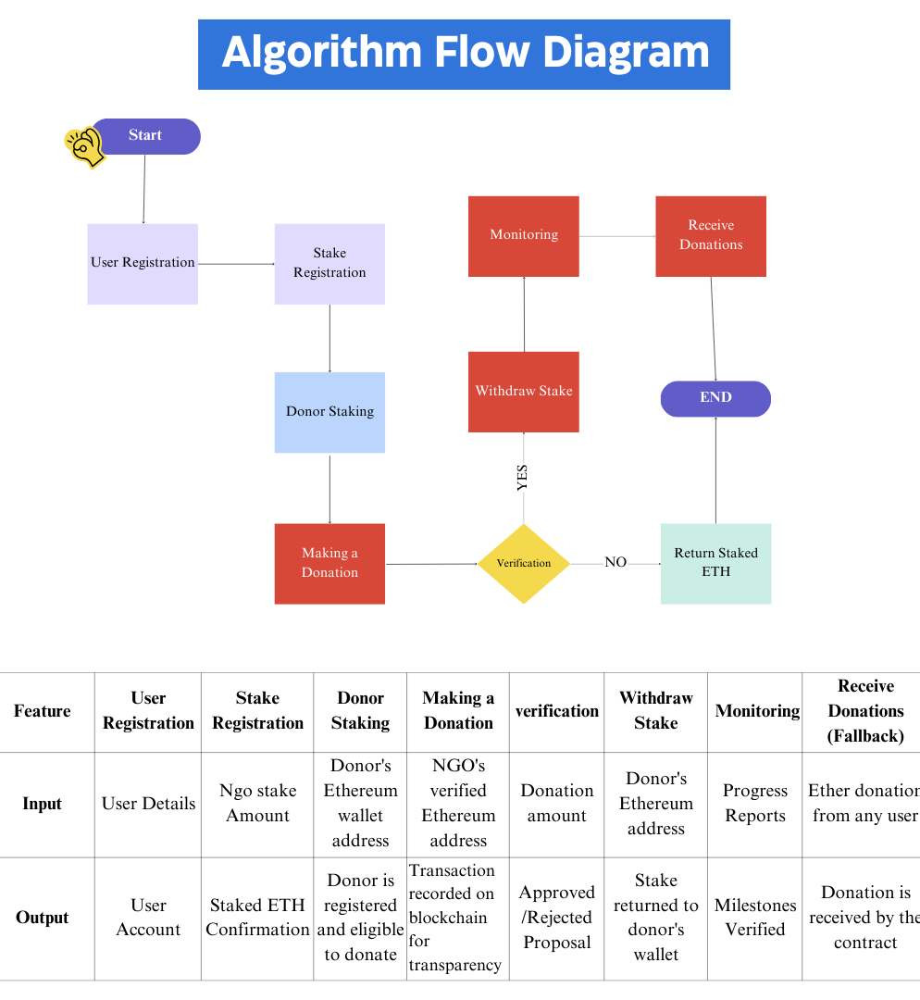 Algorithm Flow Diagram
Start
User Registration
Stake
Registration
Donor Staking
Making a
Donation
Verification
YES
NO
Withdraw Stake
Monitoring
Receive
Donations
Return Staked
ETH
END
Feature
User
Registration
Stake
Registration
Donor
Staking
Making a
Donation
verification
Withdraw
Stake
Monitoring
Receive
Donations
(Fallback)
Input
User Details
Ngo stake
Amount
Donor's
Ethereum
wallet
address
NGO's
verified
Ethereum
address
Donation
amount
Donor's
Ethereum
address
Progress
Reports
Ether donation
from any user
Output
User
Account
Staked ETH
Confirmation
Donor is
registered
and eligible
to donate
Transaction
recorded on
blockchain
for
transparency
Approved
/Rejected
Proposal
Stake
returned to
donor's
wallet
Milestones
Verified
Donation is
received by the
contract